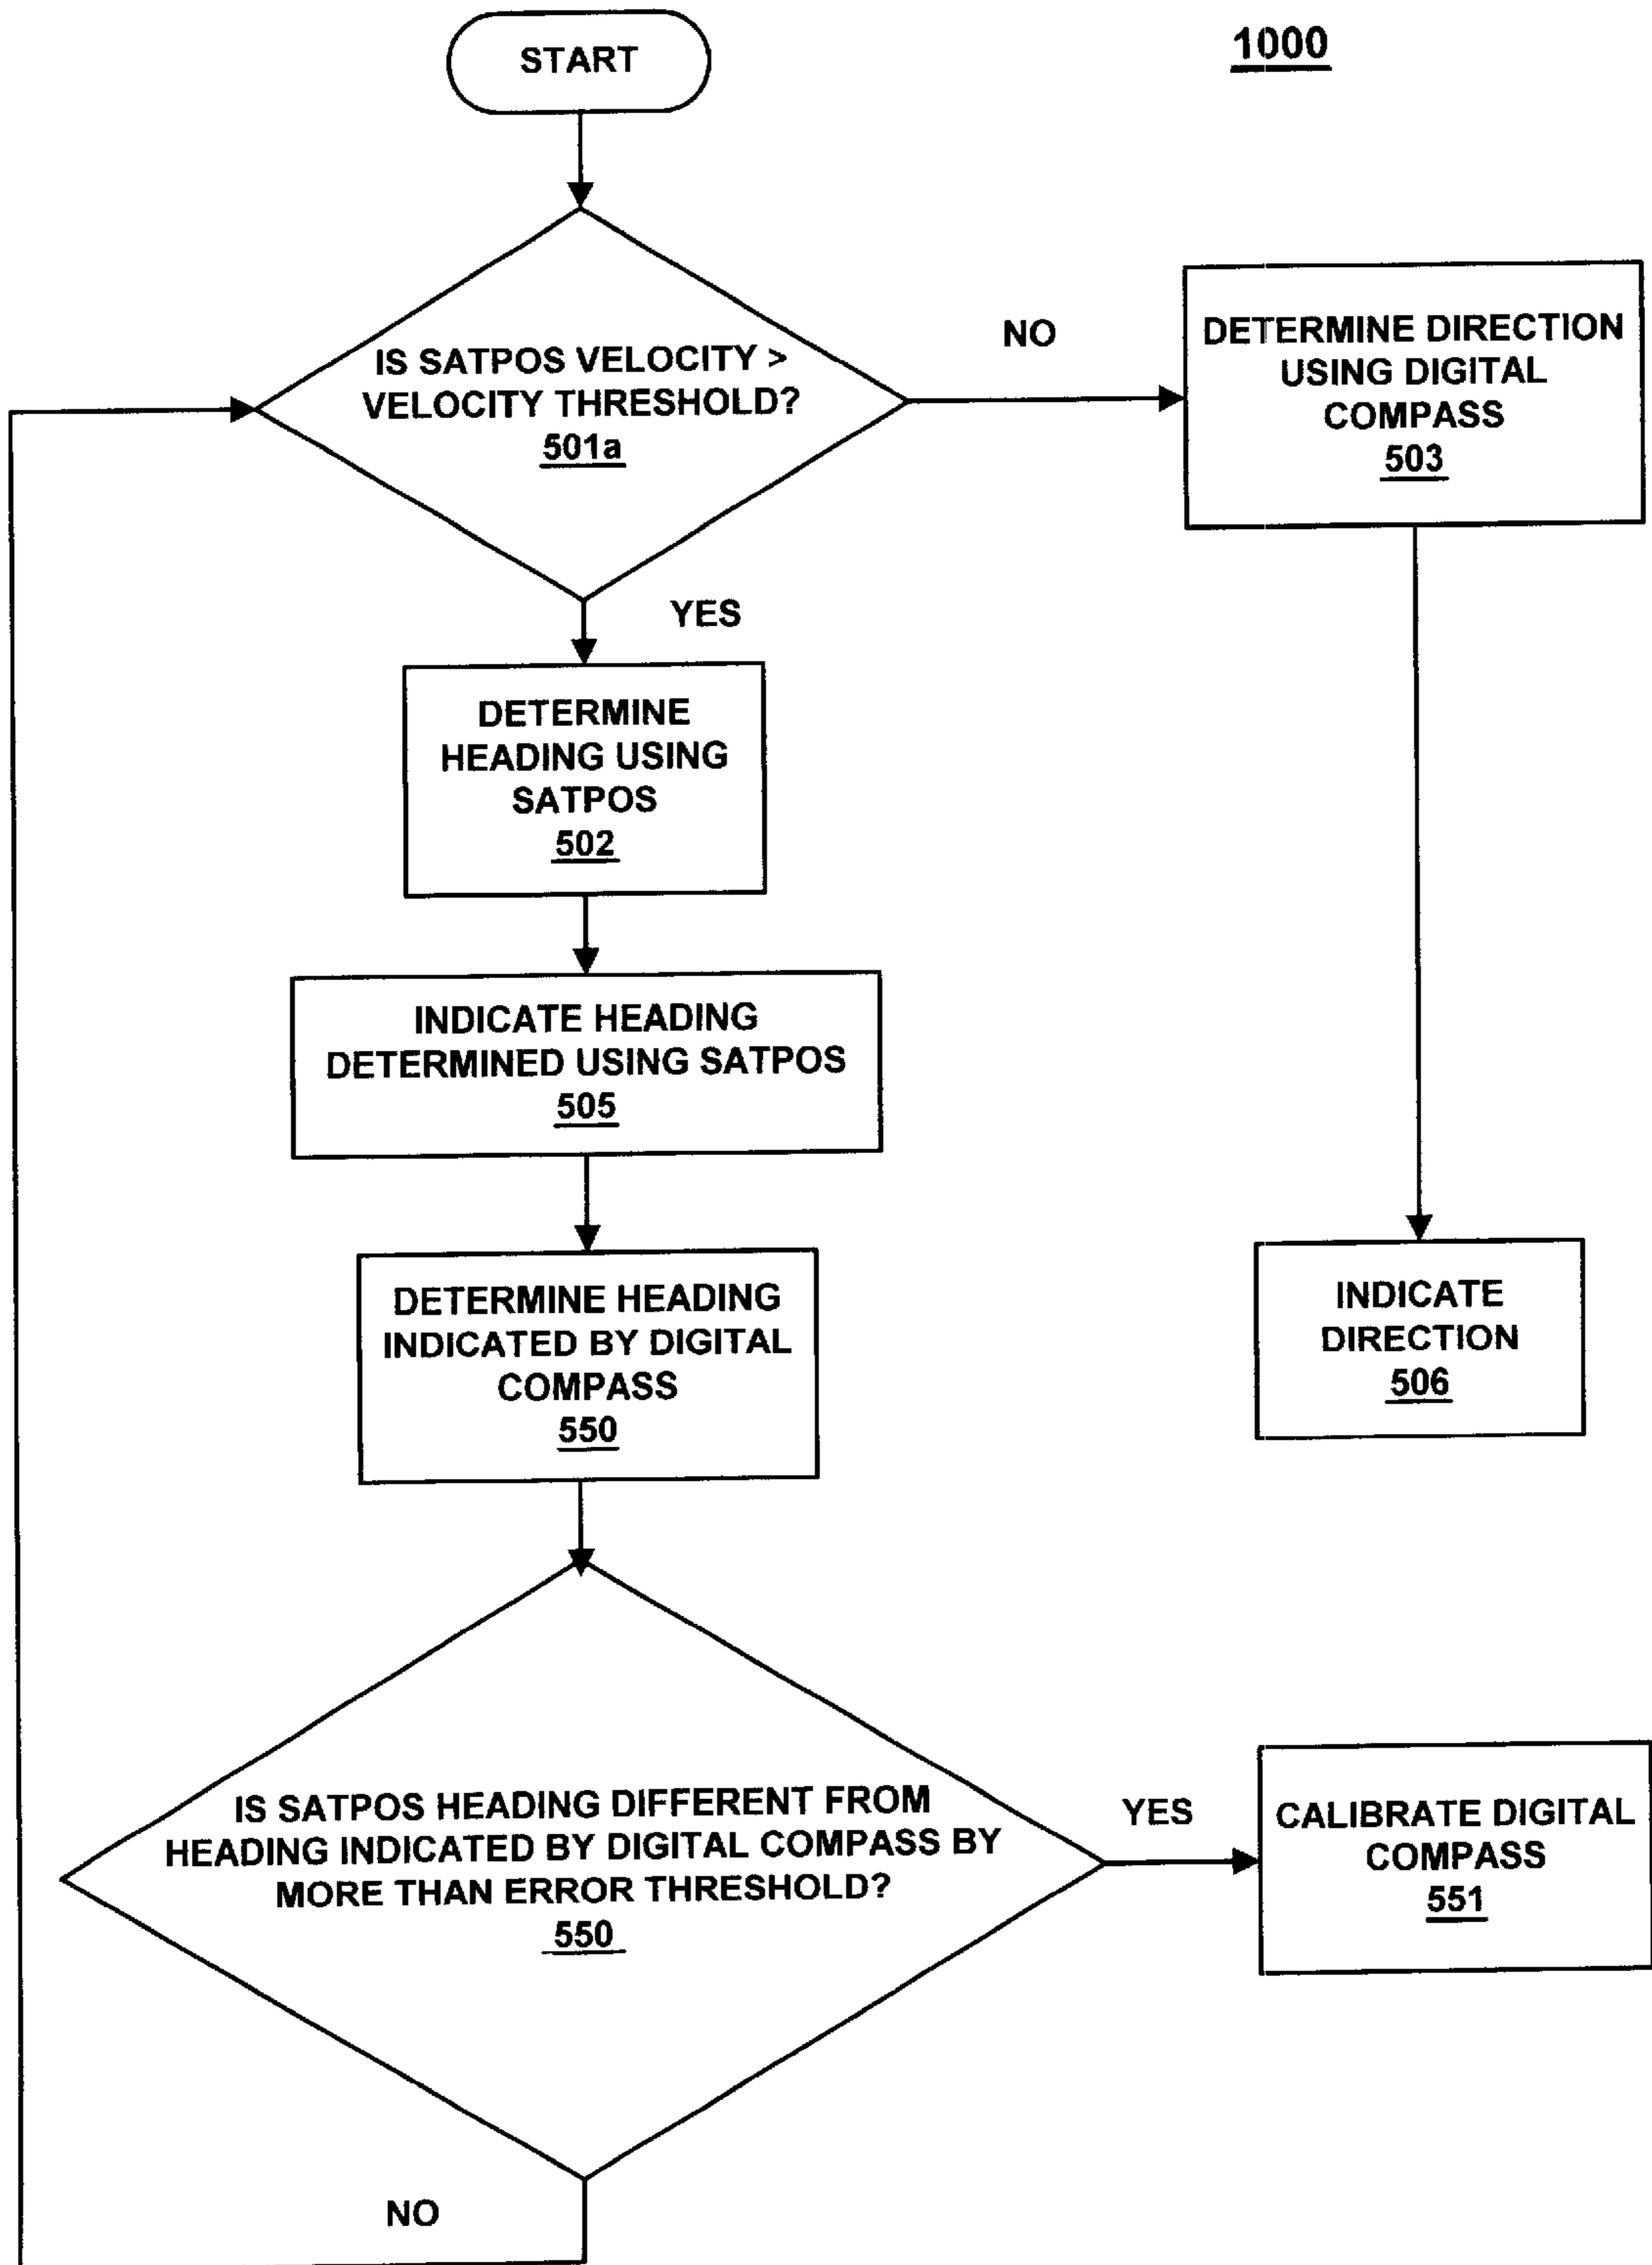 START
1000
IS SATPOS VELOCITY >
VELOCITY THRESHOLD?
501a
NO
DETERMINE DIRECTION
USING DIGITAL
COMPASS
503
YES
DETERMINE
HEADING USING
SATPOS
502
INDICATE HEADING
DETERMINED USING SATPOS
505
DETERMINE HEADING
INDICATED BY DIGITAL
COMPASS
550
INDICATE
DIRECTION
506
IS SATPOS HEADING DIFFERENT FROM
HEADING INDICATED BY DIGITAL COMPASS BY
MORE THAN ERROR THRESHOLD?
550
YES
CALIBRATE DIGITAL
COMPASS
551
NO